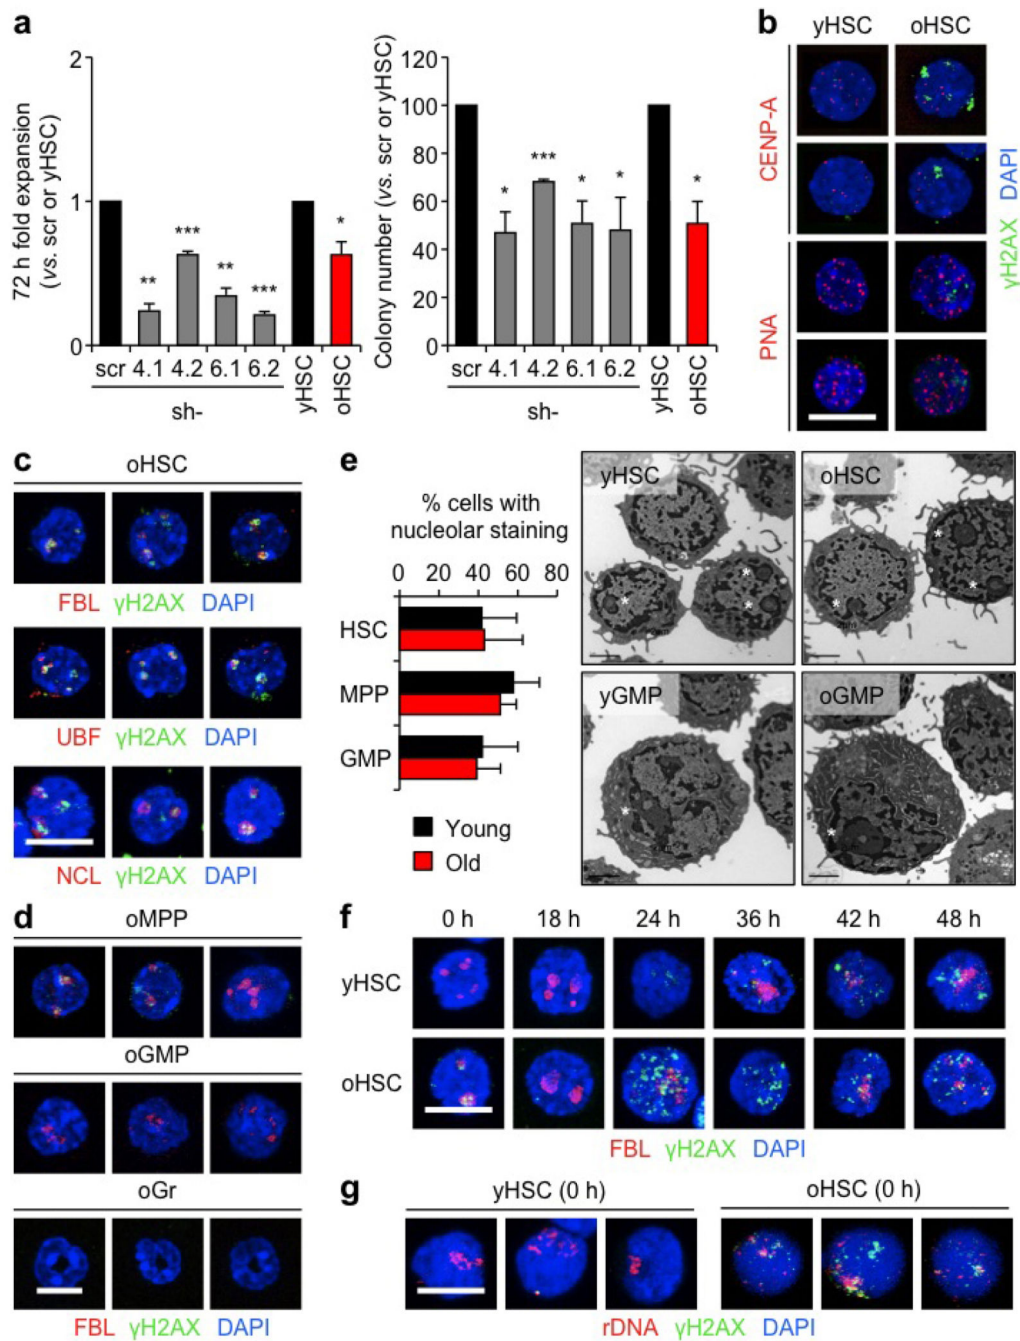 a
72 h fold expansion
(vs. scr or yHSC)
2
1
0
**
***
**
***
*
scr 4.1 4.2 6.1 6.2 yHSC oHSC
sh-
Colony number (vs. scr or yHSC)
120
100
80
60
40
20
0
*
***
*
*
*
scr 4.1 4.2 6.1 6.2 yHSC oHSC
sh-
b
yHSC oHSC
CENP-A
PNA
γH2AX DAPI
c
oHSC
FBL γH2AX DAPI
UBF γH2AX DAPI
NCL γH2AX DAPI
d
oMPP
oGMP
oGr
FBL γH2AX DAPI
e
% cells with
nucleolar staining
0 20 40 60 80
HSC
MPP
GMP
Young
Old
yHSC
* * *
oHSC
* * *
yGMP
*
oGMP
*
f
0 h 18 h 24 h 36 h 42 h 48 h
yHSC
oHSC
FBL γH2AX DAPI
g
yHSC (0 h) oHSC (0 h)
rDNA γH2AX DAPI